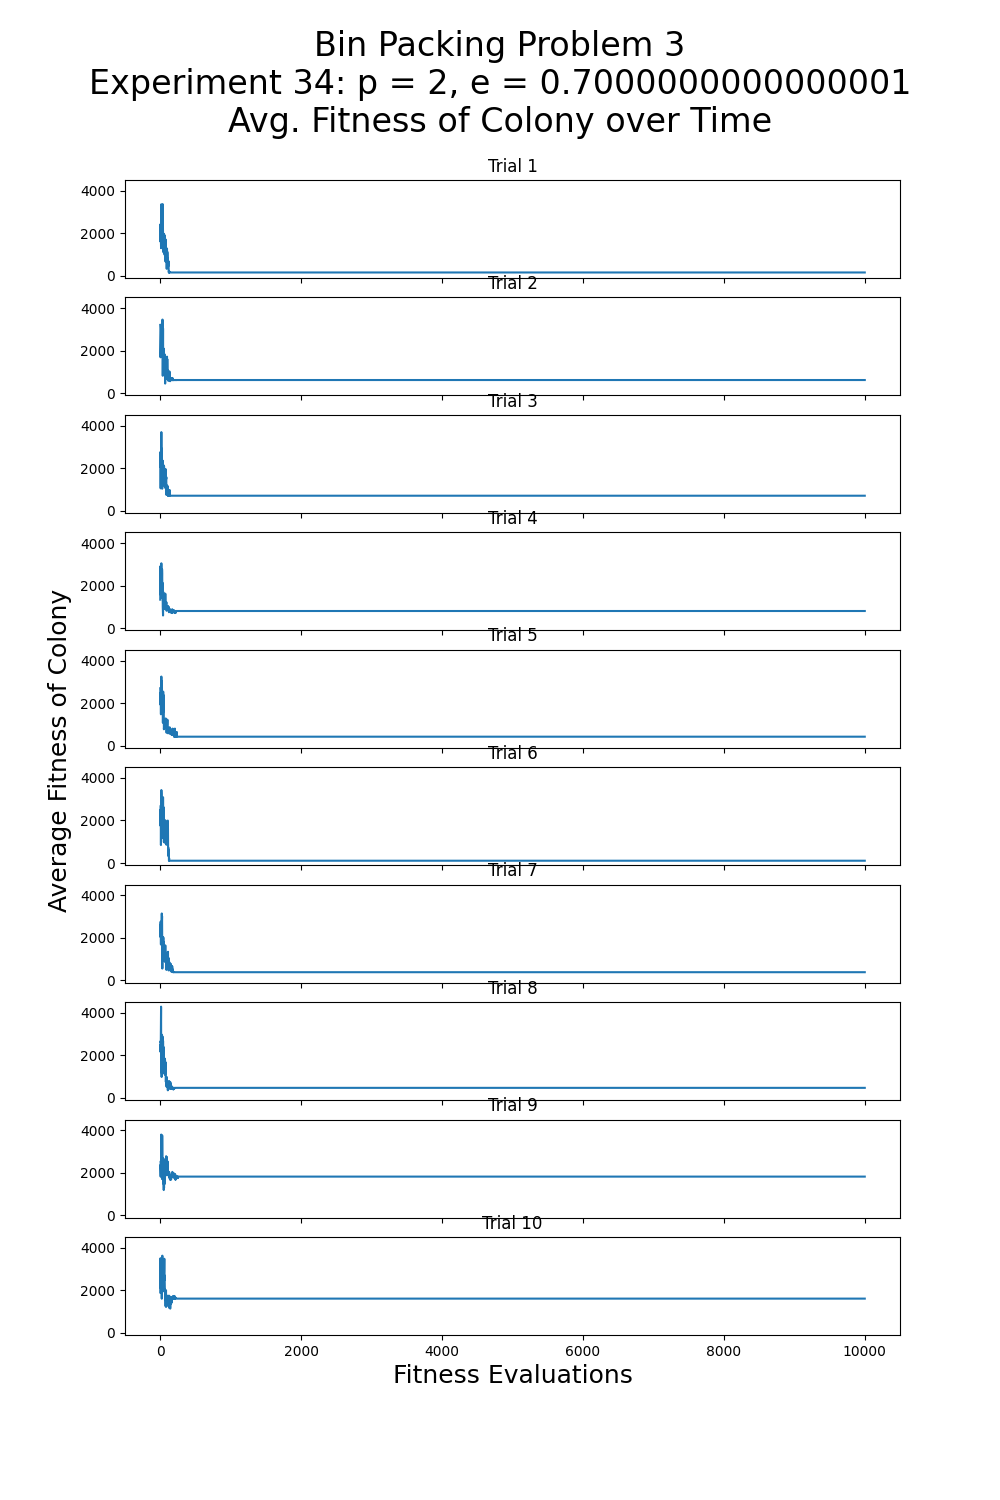 Bin Packing Problem 3
Experiment 34: p = 2, e = 0.7000000000000001
Avg. Fitness of Colony over Time
Trial 1
4000
2000
0
Trial 2
4000
2000
0
Trial 3
4000
2000
0
Trial 4
4000
2000
0
Trial 5
4000
2000
0
Trial 6
4000
2000
0
Trial 7
4000
2000
0
Trial 8
4000
2000
0
Trial 9
4000
2000
0
Trial 10
4000
2000
0
0 2000 4000 6000 8000 10000
Fitness Evaluations
Average Fitness of Colony